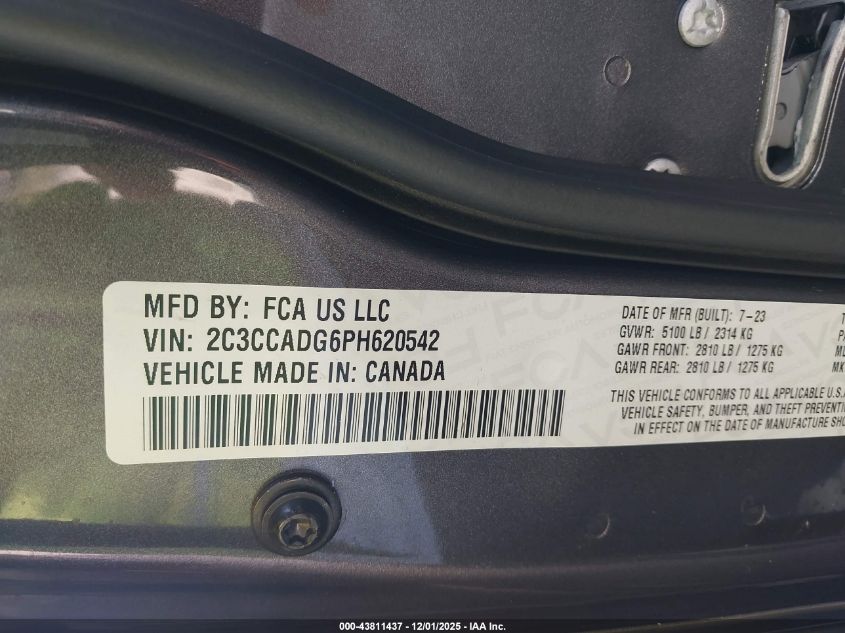 MFD BY: FCA US LLC
VIN: 2C3CCADG6PH620542
VEHICLE MADE IN: CANADA
DATE OF MFR (BUILT): 7-23
GVWR: 5100 LB / 2314 KG
GAWR FRONT: 2810 LB / 1275 KG
GAWR REAR: 2810 LB / 1275 KG
THIS VEHICLE CONFORMS TO ALL APPLICABLE U.S.A
VEHICLE SAFETY, BUMPER, AND THEFT PREVENTI
IN EFFECT ON THE DATE OF MANUFACTURE SHO
000-43811437 - 12/01/2025 - IAA Inc.